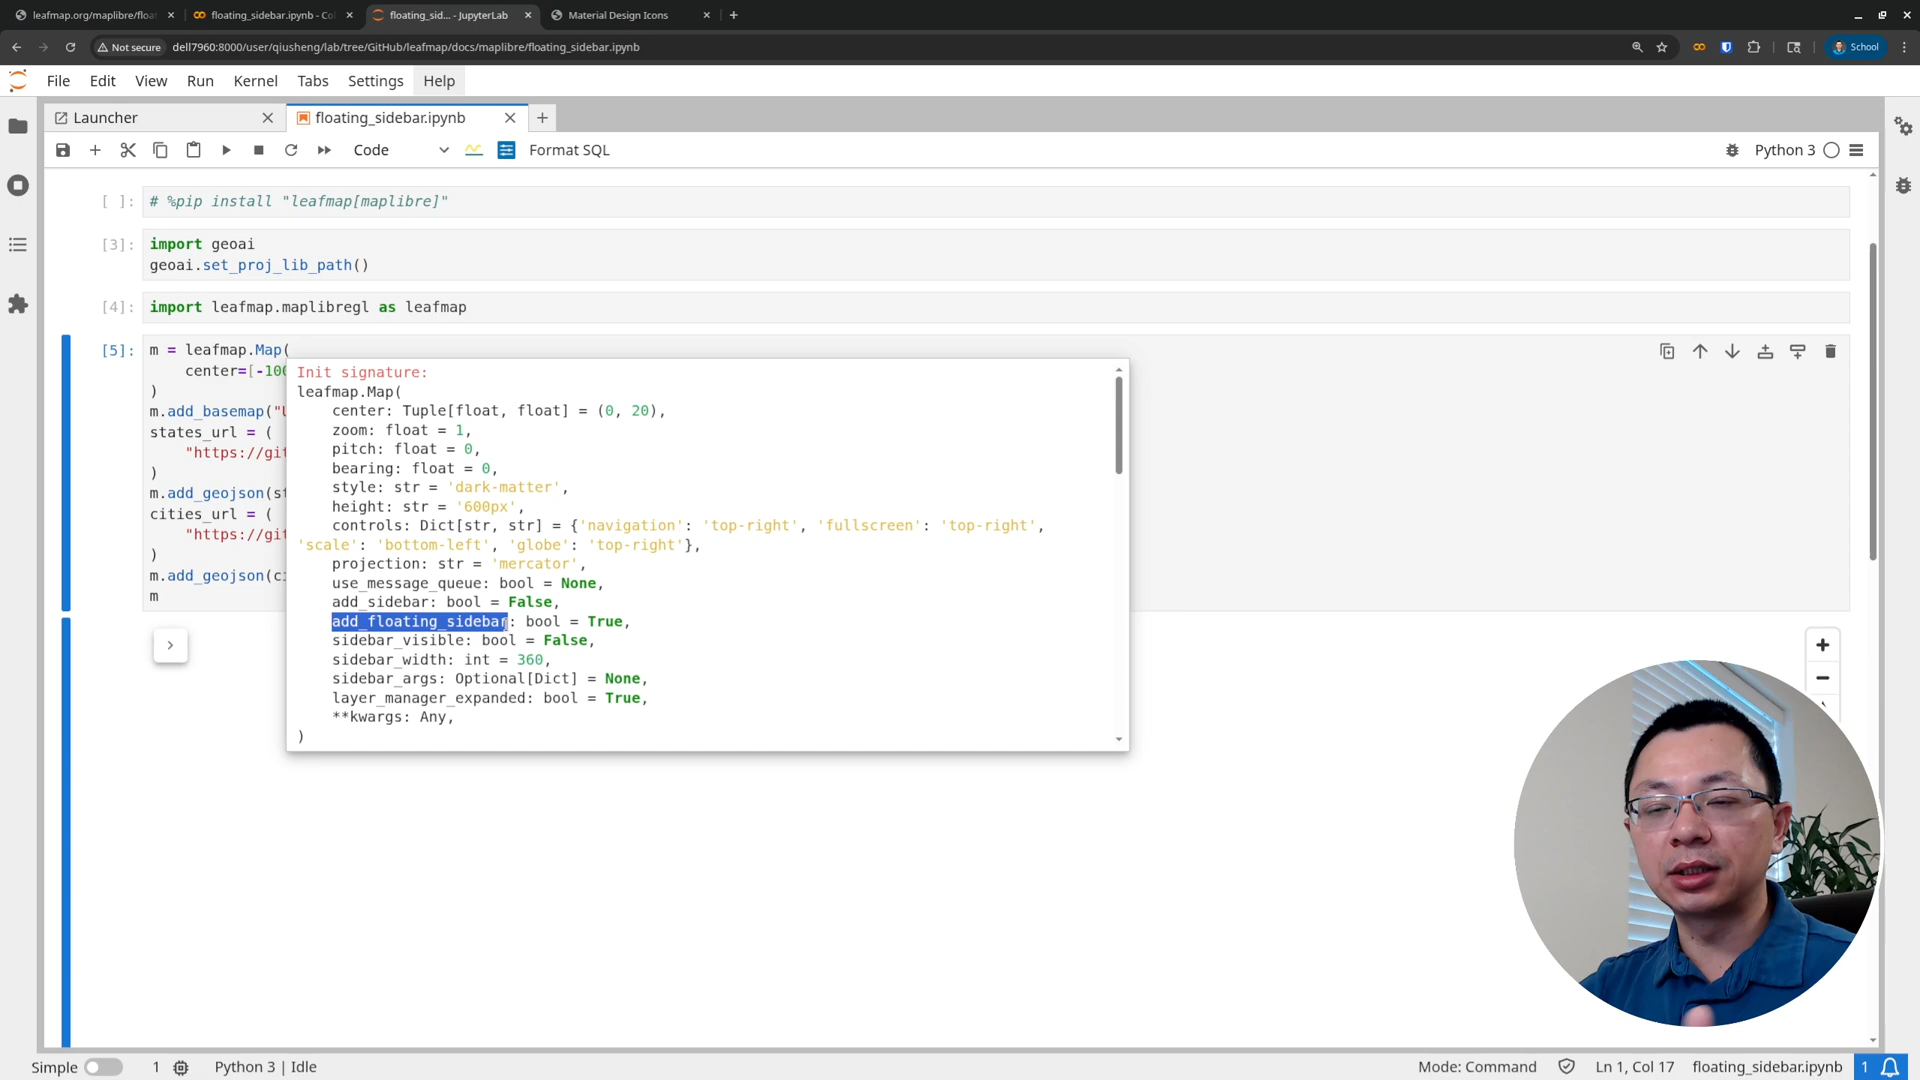 leafmap.org/maplibre/float
floating_sidebar.ipynb - Co
floating_sid... - JupyterLab
Material Design Icons
Not secure
dell7960:8000/user/qiusheng/lab/tree/GitHub/leafmap/docs/maplibre/floating_sidebar.ipynb
School
File Edit View Run Kernel Tabs Settings Help
Launcher
floating_sidebar.ipynb
Code
Format SQL
Python 3
[ ]: # %pip install "leafmap[maplibre]"
[3]: import geoai
geoai.set_proj_lib_path()
[4]: import leafmap.maplibregl as leafmap
[5]: m = leafmap.Map(
center=[-100
)
m.add_basemap("U
states_url = (
"https://git
)
m.add_geojson(st
cities_url = (
"https://git
)
m.add_geojson(ci
m
Init signature:
leafmap.Map(
center: Tuple[float, float] = (0, 20),
zoom: float = 1,
pitch: float = 0,
bearing: float = 0,
style: str = 'dark-matter',
height: str = '600px',
controls: Dict[str, str] = {'navigation': 'top-right', 'fullscreen': 'top-right',
'scale': 'bottom-left', 'globe': 'top-right'},
projection: str = 'mercator',
use_message_queue: bool = None,
add_sidebar: bool = False,
add_floating_sidebar: bool = True,
sidebar_visible: bool = False,
sidebar_width: int = 360,
sidebar_args: Optional[Dict] = None,
layer_manager_expanded: bool = True,
**kwargs: Any,
)
Simple
1
Python 3 | Idle
Mode: Command
Ln 1, Col 17
floating_sidebar.ipynb
1